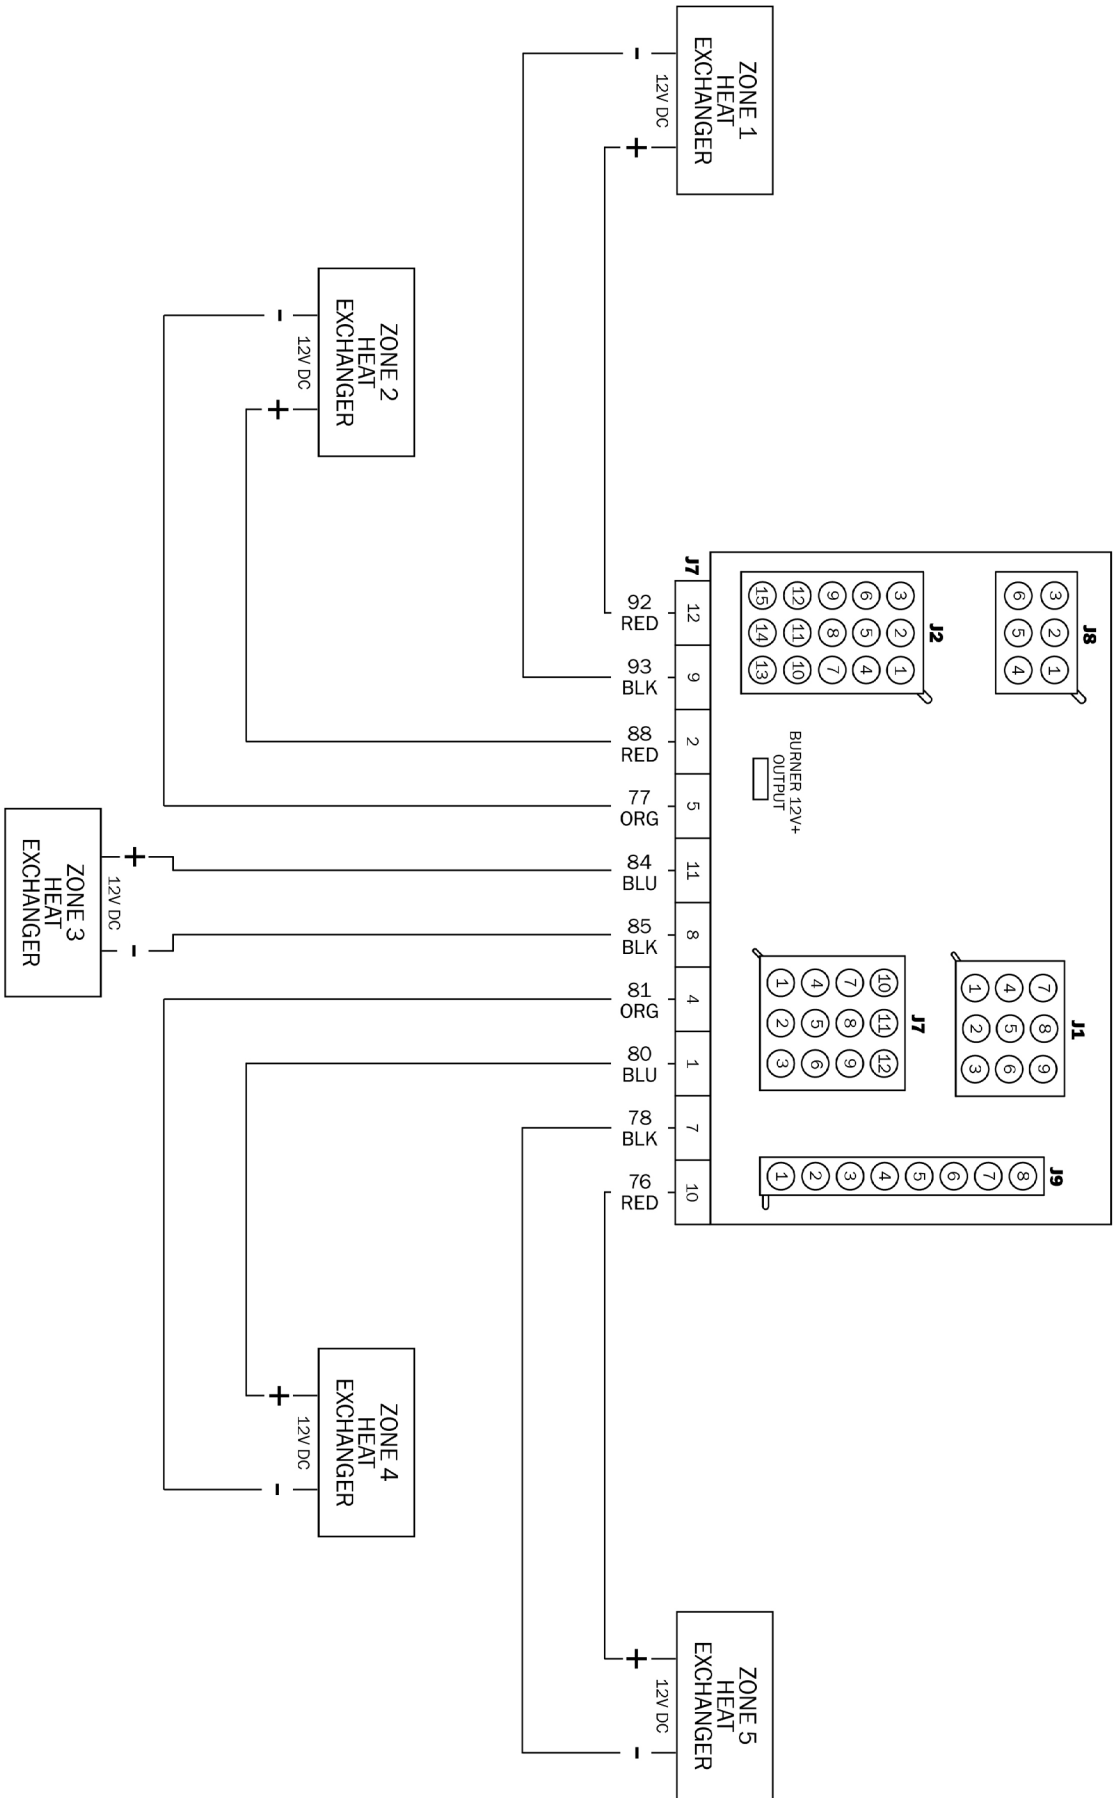 ZONE 1
HEAT
EXCHANGER
-
12V DC
+
ZONE 2
HEAT
EXCHANGER
-
12V DC
+
ZONE 3
HEAT
EXCHANGER
+
12V DC
-
ZONE 4
HEAT
EXCHANGER
+
12V DC
-
ZONE 5
HEAT
EXCHANGER
+
12V DC
-
J7
12
9
2
5
11
8
4
1
7
10
92
RED
93
BLK
88
RED
77
ORG
84
BLU
85
BLK
81
ORG
80
BLU
78
BLK
76
RED
J8
3 2 1
6 5 4
J2
3 2 1
6 5 4
9 8 7
12 11 10
15 14 13
BURNER 12V+
OUTPUT
J1
7 8 9
4 5 6
1 2 3
J7
10 11 12
7 8 9
4 5 6
1 2 3
J9
8
7
6
5
4
3
2
1